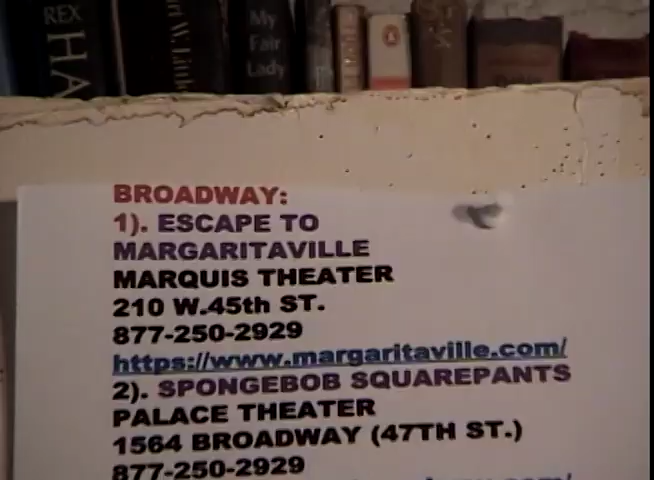 REX
HA
My
Fair
Lady
BROADWAY:
1). ESCAPE TO
MARGARITAVILLE
MARQUIS THEATER
210 W.45th ST.
877-250-2929
https://www.margaritaville.com/
2). SPONGEBOB SQUAREPANTS
PALACE THEATER
1564 BROADWAY (47TH ST.)
877-250-2929